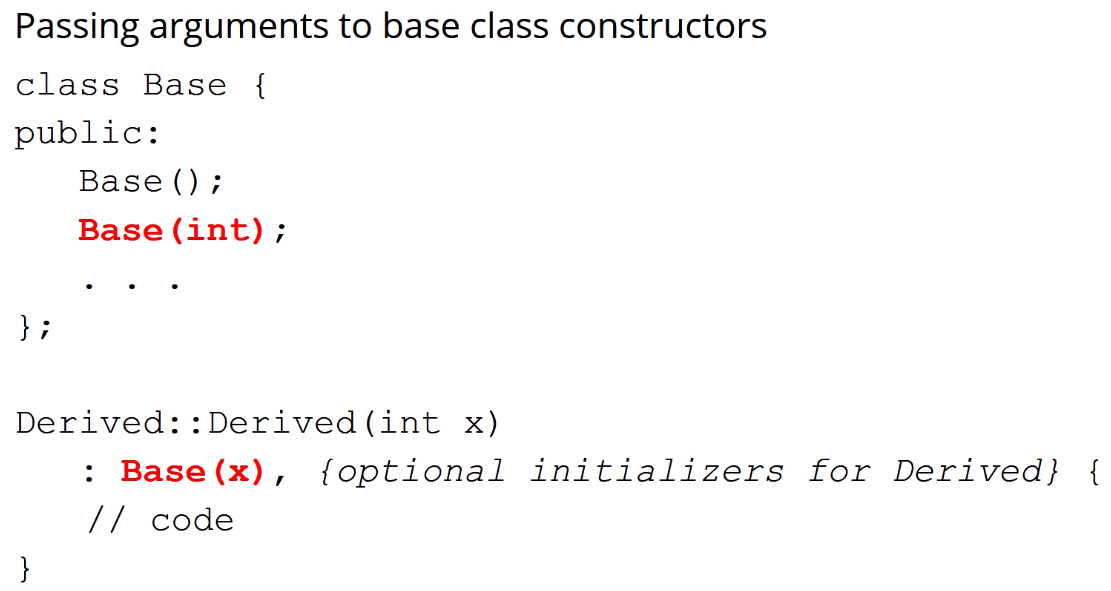 Passing arguments to base class constructors
class Base {
public:
Base();
Base(int);
. . .
};
Derived::Derived(int x)
: Base(x), {optional initializers for Derived} {
// code
}